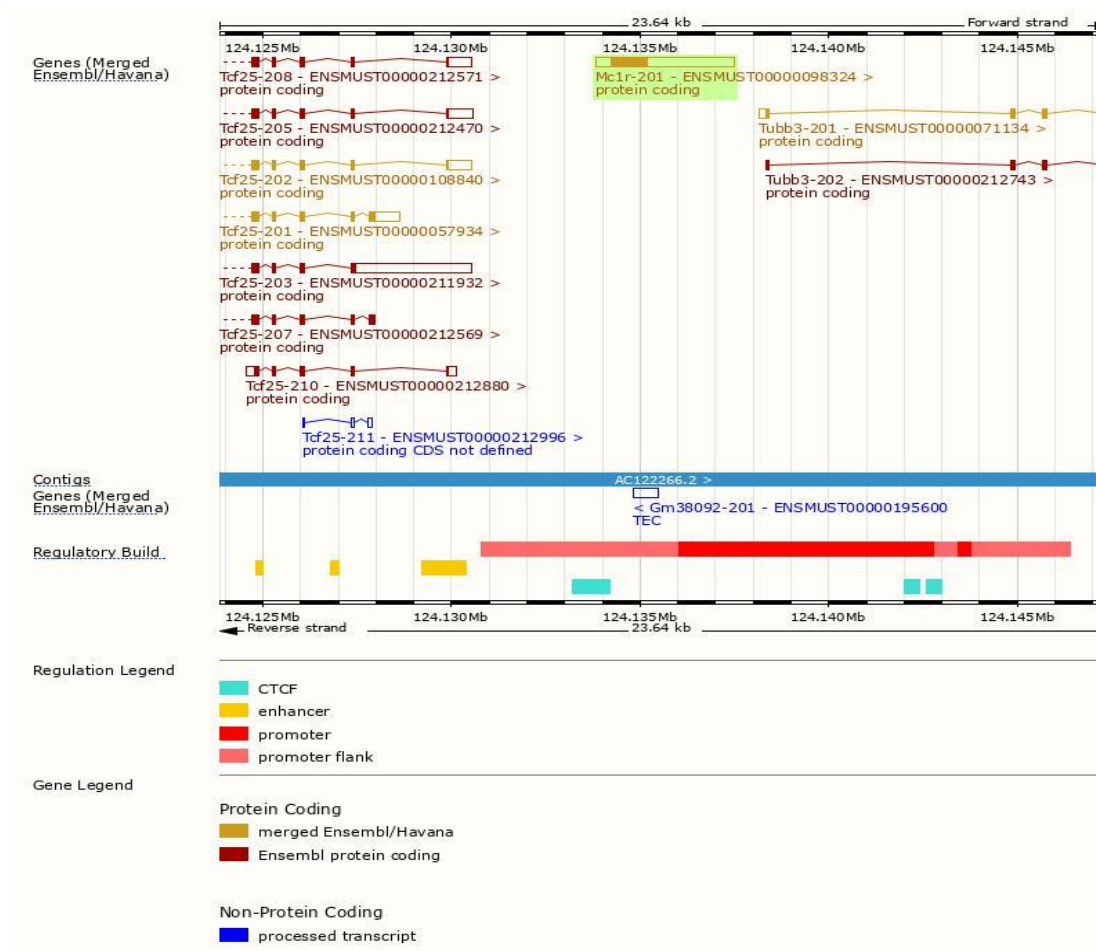 23.64 kb
Forward strand
124.125Mb 124.130Mb 124.135Mb 124.140Mb 124.145Mb
Genes (Merged
Ensembl/Havana)
Tcf25-208 - ENSMUST00000212571 >
protein coding
Mc1r-201 - ENSMUST00000098324 >
protein coding
Tcf25-205 - ENSMUST00000212470 >
protein coding
Tubb3-201 - ENSMUST00000071134 >
protein coding
Tcf25-202 - ENSMUST00000108840 >
protein coding
Tubb3-202 - ENSMUST00000212743 >
protein coding
Tcf25-201 - ENSMUST00000057934 >
protein coding
Tcf25-203 - ENSMUST00000211932 >
protein coding
Tcf25-207 - ENSMUST00000212569 >
protein coding
Tcf25-210 - ENSMUST00000212880 >
protein coding
Tcf25-211 - ENSMUST00000212996 >
protein coding CDS not defined
Contigs
AC122266.2 >
Genes (Merged
Ensembl/Havana)
< Gm38092-201 - ENSMUST00000195600
TEC
Regulatory Build
124.125Mb 124.130Mb 124.135Mb 124.140Mb 124.145Mb
Reverse strand
23.64 kb
Regulation Legend
CTCF
enhancer
promoter
promoter flank
Gene Legend
Protein Coding
merged Ensembl/Havana
Ensembl protein coding
Non-Protein Coding
processed transcript